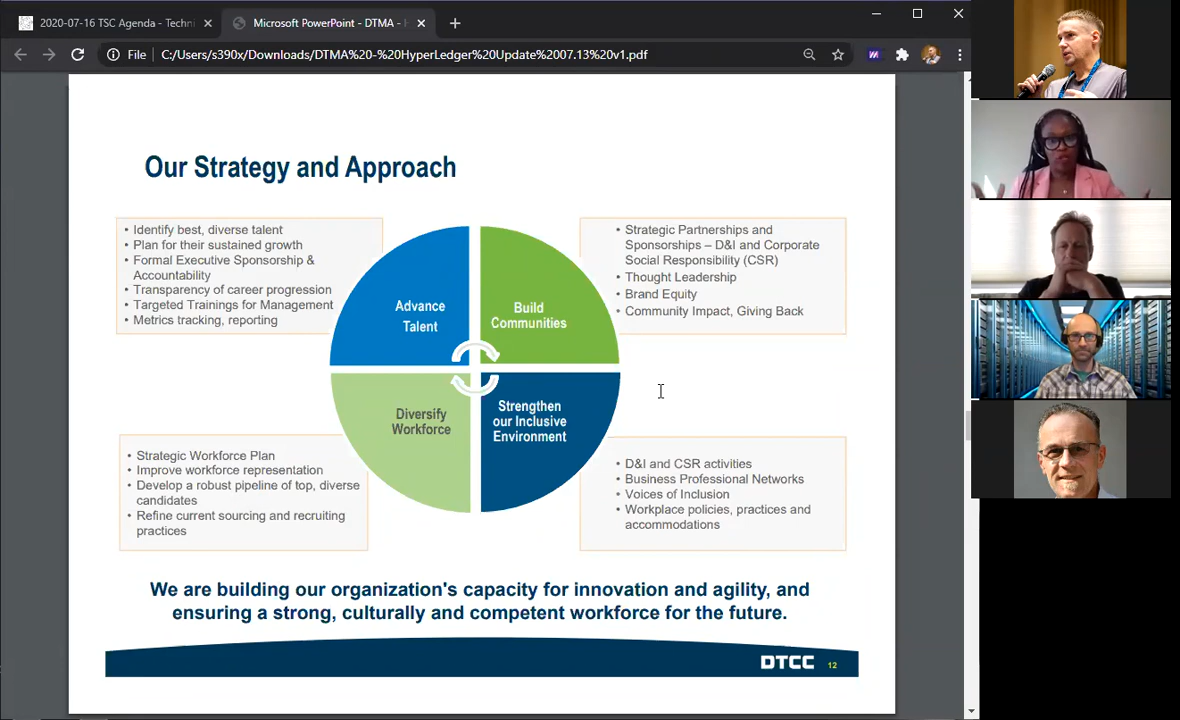 2020-07-16 TSC Agenda - Techni
Microsoft PowerPoint - DTMA -
File
C:/Users/s390x/Downloads/DTMA%20-%20HyperLedger%20Update%2007.13%20v1.pdf
Our Strategy and Approach
• Identify best, diverse talent
• Plan for their sustained growth
• Formal Executive Sponsorship &
Accountability
• Transparency of career progression
• Targeted Trainings for Management
• Metrics tracking, reporting
Advance
Talent
Build
Communities
• Strategic Partnerships and
Sponsorships – D&I and Corporate
Social Responsibility (CSR)
• Thought Leadership
• Brand Equity
• Community Impact, Giving Back
Diversify
Workforce
Strengthen
our Inclusive
Environment
• Strategic Workforce Plan
• Improve workforce representation
• Develop a robust pipeline of top, diverse
candidates
• Refine current sourcing and recruiting
practices
• D&I and CSR activities
• Business Professional Networks
• Voices of Inclusion
• Workplace policies, practices and
accommodations
We are building our organization's capacity for innovation and agility, and
ensuring a strong, culturally and competent workforce for the future.
DTCC 12